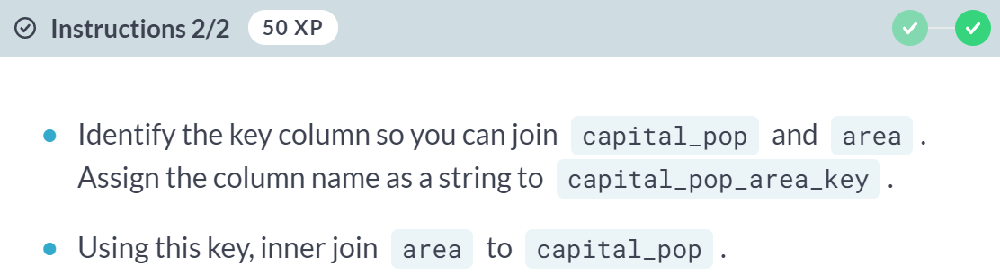 Instructions 2/2 50 XP
Identify the key column so you can join capital_pop and area .
Assign the column name as a string to capital_pop_area_key .
Using this key, inner join area to capital_pop .